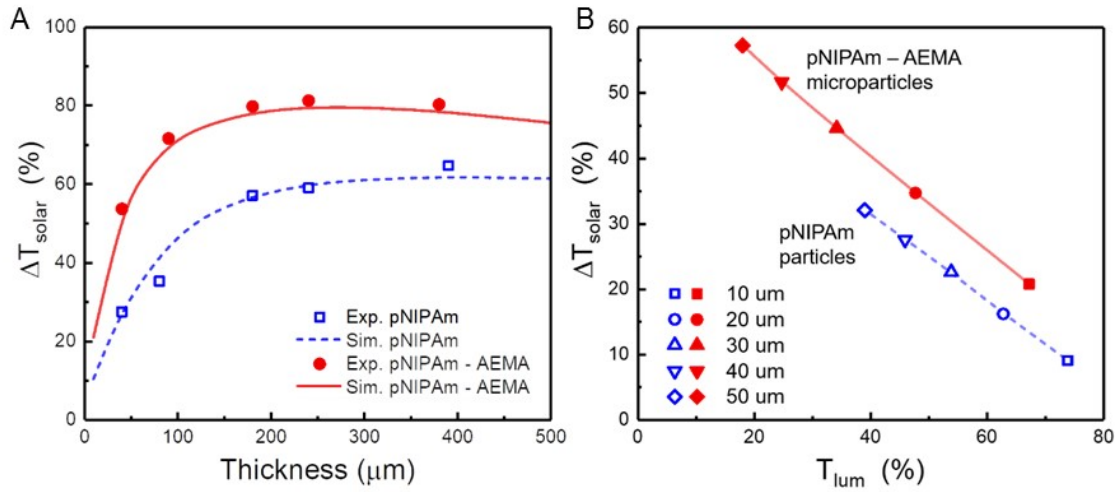 A
100
80
60
40
20
0
ΔT_solar (%)
Exp. pNIPAm
Sim. pNIPAm
Exp. pNIPAm - AEMA
Sim. pNIPAm - AEMA
0 100 200 300 400 500
Thickness (μm)
B
60
50
40
30
20
10
0
ΔT_solar (%)
pNIPAm – AEMA
microparticles
pNIPAm
particles
10 um
20 um
30 um
40 um
50 um
0 20 40 60 80
T_lum (%)